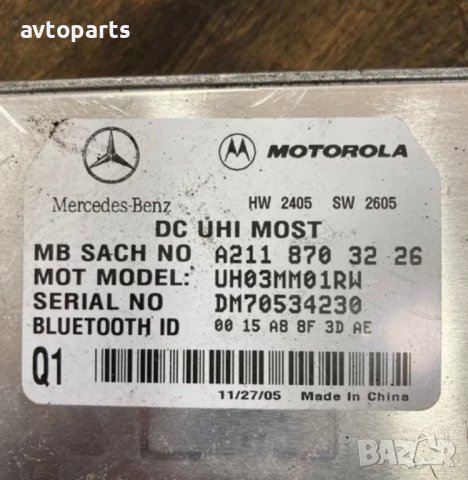 avtoparts
MOTOROLA
Mercedes-Benz
HW 2405 SW 2605
DC UHI MOST
MB SACH NO A211 870 32 26
MOT MODEL: UH03MM01RW
SERIAL NO DM70534230
BLUETOOTH ID 00 15 A8 8F 3D AE
Q1
11/27/05 Made In China
BAZAR